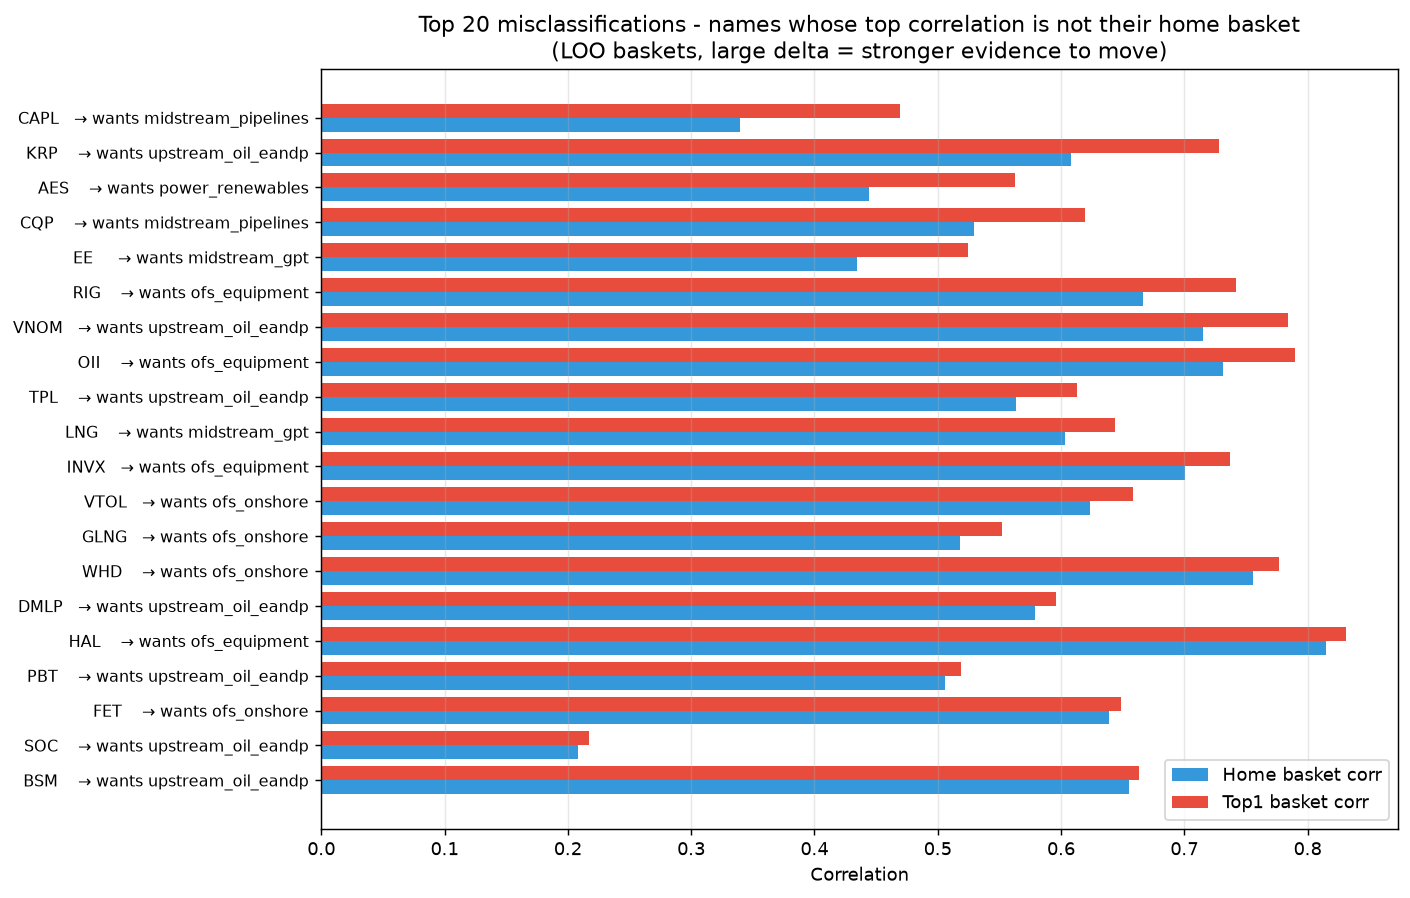 Top 20 misclassifications - names whose top correlation is not their home basket
(LOO baskets, large delta = stronger evidence to move)
CAPL → wants midstream_pipelines
KRP → wants upstream_oil_eandp
AES → wants power_renewables
CQP → wants midstream_pipelines
EE → wants midstream_gpt
RIG → wants ofs_equipment
VNOM → wants upstream_oil_eandp
OII → wants ofs_equipment
TPL → wants upstream_oil_eandp
LNG → wants midstream_gpt
INVX → wants ofs_equipment
VTOL → wants ofs_onshore
GLNG → wants ofs_onshore
WHD → wants ofs_onshore
DMLP → wants upstream_oil_eandp
HAL → wants ofs_equipment
PBT → wants upstream_oil_eandp
FET → wants ofs_onshore
SOC → wants upstream_oil_eandp
BSM → wants upstream_oil_eandp
Home basket corr
Top1 basket corr
0.0 0.1 0.2 0.3 0.4 0.5 0.6 0.7 0.8
Correlation